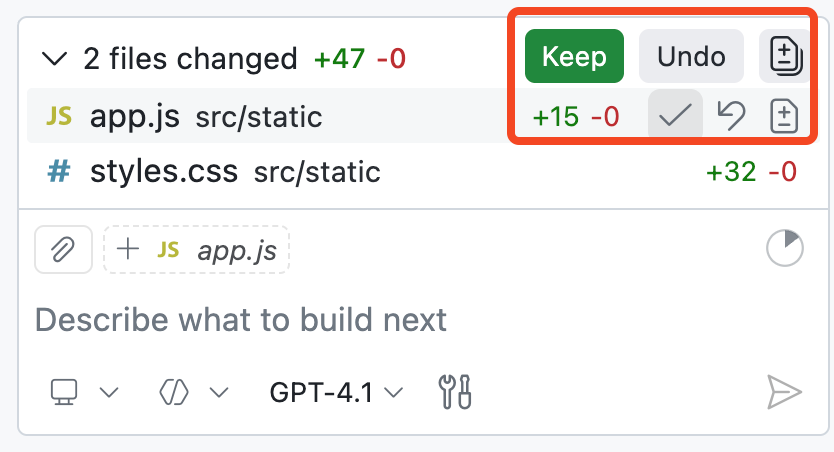 2 files changed +47 -0 Keep Undo
JS app.js src/static +15 -0
# styles.css src/static +32 -0
JS app.js
Describe what to build next
GPT-4.1